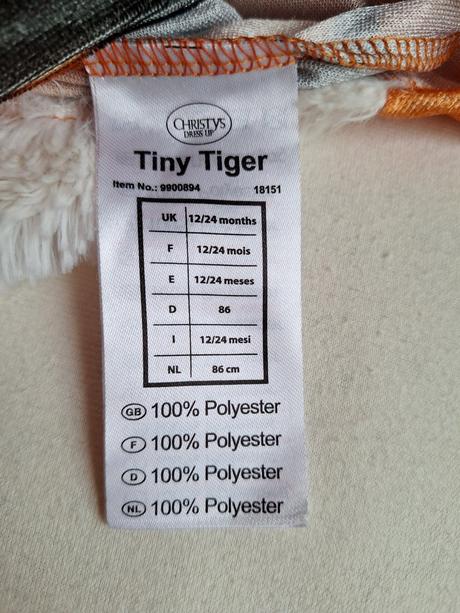 CHRISTYS
DRESS UP
Tiny Tiger
Item No.: 9900894 18151
UK 12/24 months
F 12/24 mois
E 12/24 meses
D 86
I 12/24 mesi
NL 86 cm
GB 100% Polyester
F 100% Polyester
D 100% Polyester
NL 100% Polyester